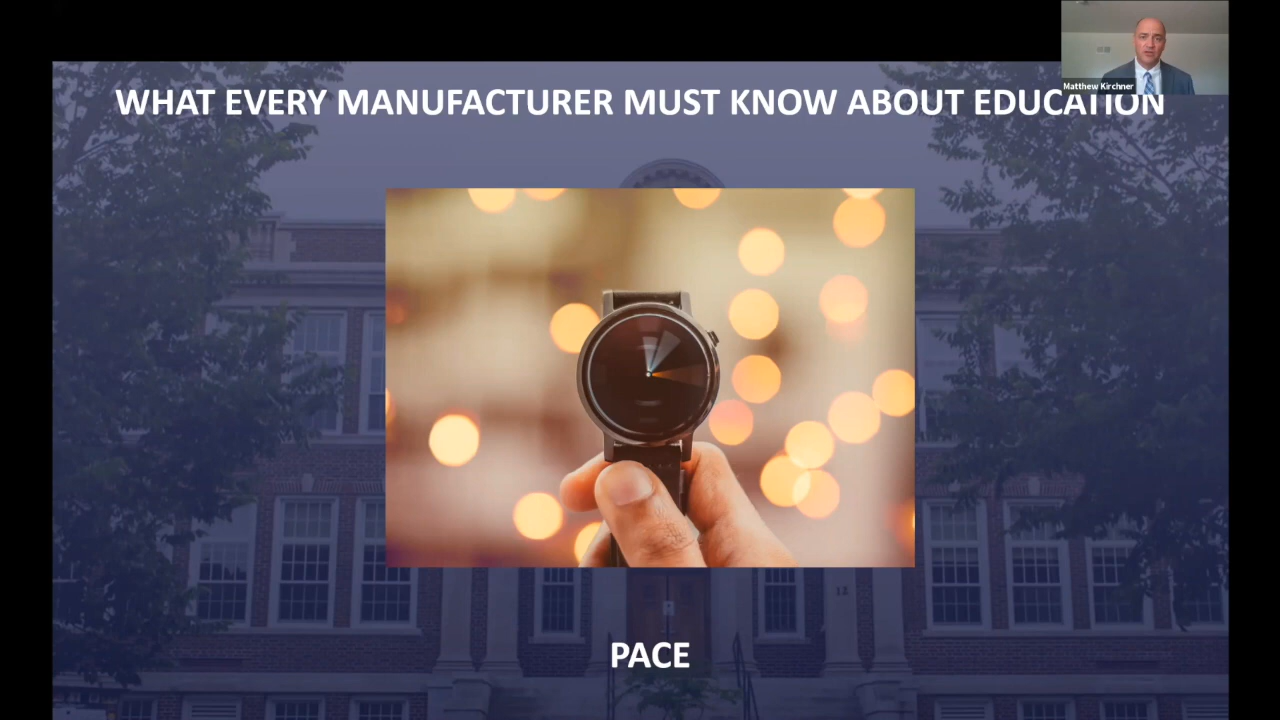 WHAT EVERY MANUFACTURER MUST KNOW ABOUT EDUCATION
Matthew Kirchner
PACE